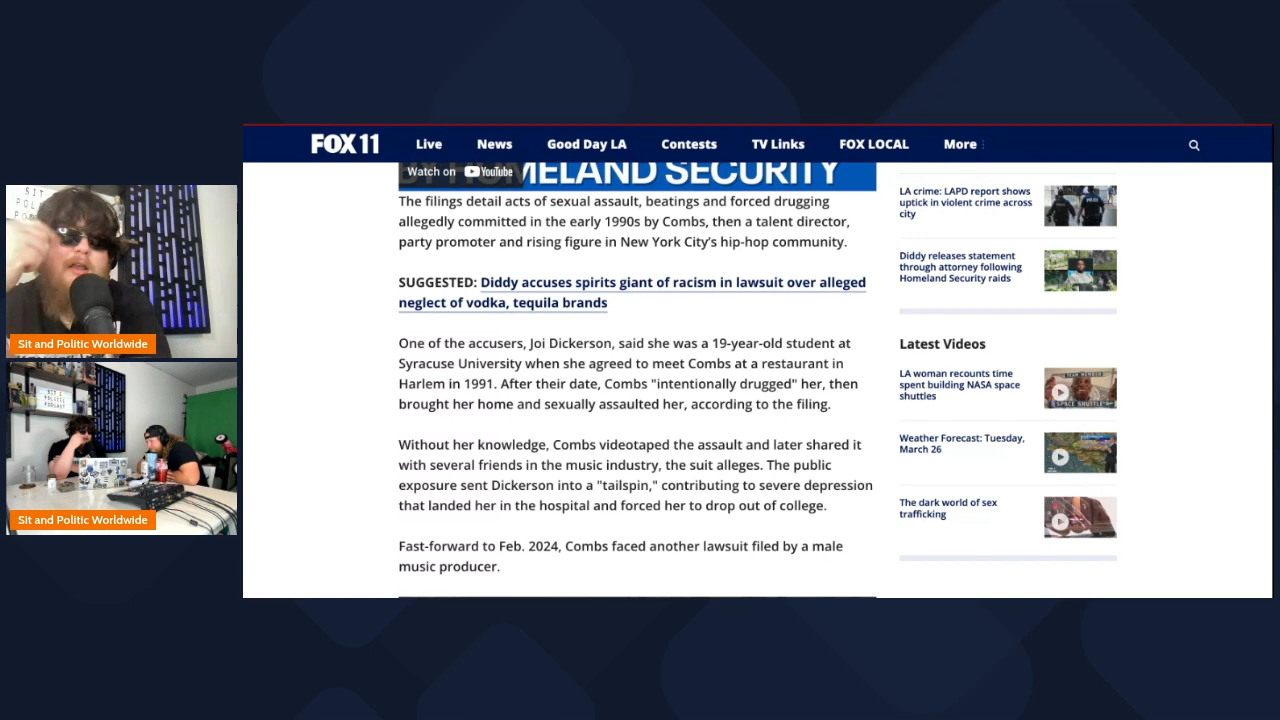 FOX 11
Live
News
Good Day LA
Contests
TV Links
FOX LOCAL
More
Watch on YouTube
HOMELAND SECURITY
The filings detail acts of sexual assault, beatings and forced drugging
allegedly committed in the early 1990s by Combs, then a talent director,
party promoter and rising figure in New York City's hip-hop community.
SUGGESTED: Diddy accuses spirits giant of racism in lawsuit over alleged
neglect of vodka, tequila brands
One of the accusers, Joi Dickerson, said she was a 19-year-old student at
Syracuse University when she agreed to meet Combs at a restaurant in
Harlem in 1991. After their date, Combs "intentionally drugged" her, then
brought her home and sexually assaulted her, according to the filing.
Without her knowledge, Combs videotaped the assault and later shared it
with several friends in the music industry, the suit alleges. The public
exposure sent Dickerson into a "tailspin," contributing to severe depression
that landed her in the hospital and forced her to drop out of college.
Fast-forward to Feb. 2024, Combs faced another lawsuit filed by a male
music producer.
LA crime: LAPD report shows
uptick in violent crime across
city
Diddy releases statement
through attorney following
Homeland Security raids
Latest Videos
LA woman recounts time
spent building NASA space
shuttles
Weather Forecast: Tuesday,
March 26
The dark world of sex
trafficking
Sit and Politic Worldwide
Sit and Politic Worldwide